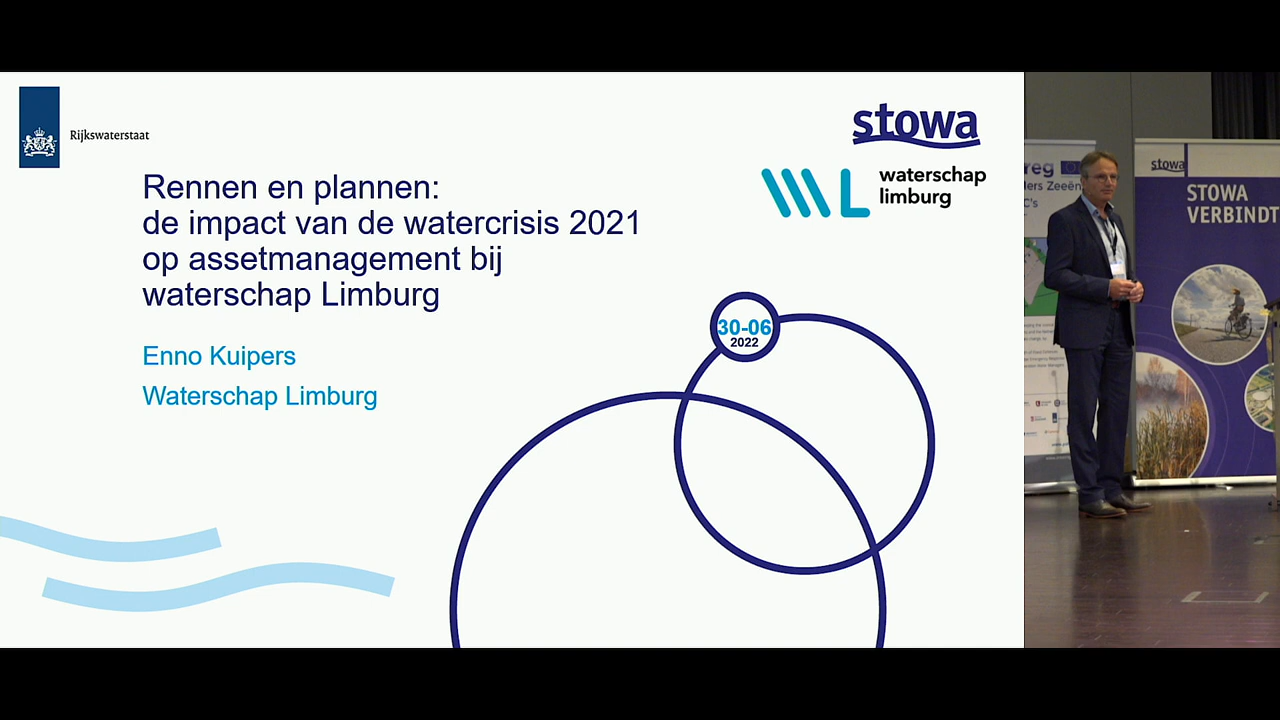 Rijkswaterstaat
stowa
waterschap
limburg
Rennen en plannen:
de impact van de watercrisis 2021
op assetmanagement bij
waterschap Limburg
Enno Kuipers
Waterschap Limburg
30-06
2022
stowa
STOWA
VERBINDT